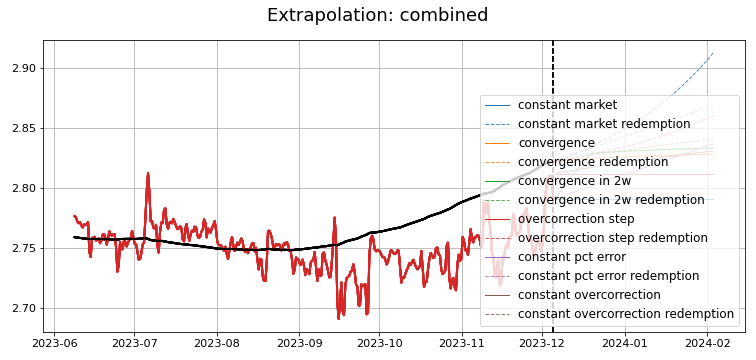 Extrapolation: combined
2.90
2.85
2.80
2.75
2.70
constant market
constant market redemption
convergence
convergence redemption
convergence in 2w
convergence in 2w redemption
overcorrection step
overcorrection step redemption
constant pct error
constant pct error redemption
constant overcorrection
constant overcorrection redemption
2023-06 2023-07 2023-08 2023-09 2023-10 2023-11 2023-12 2024-01 2024-02